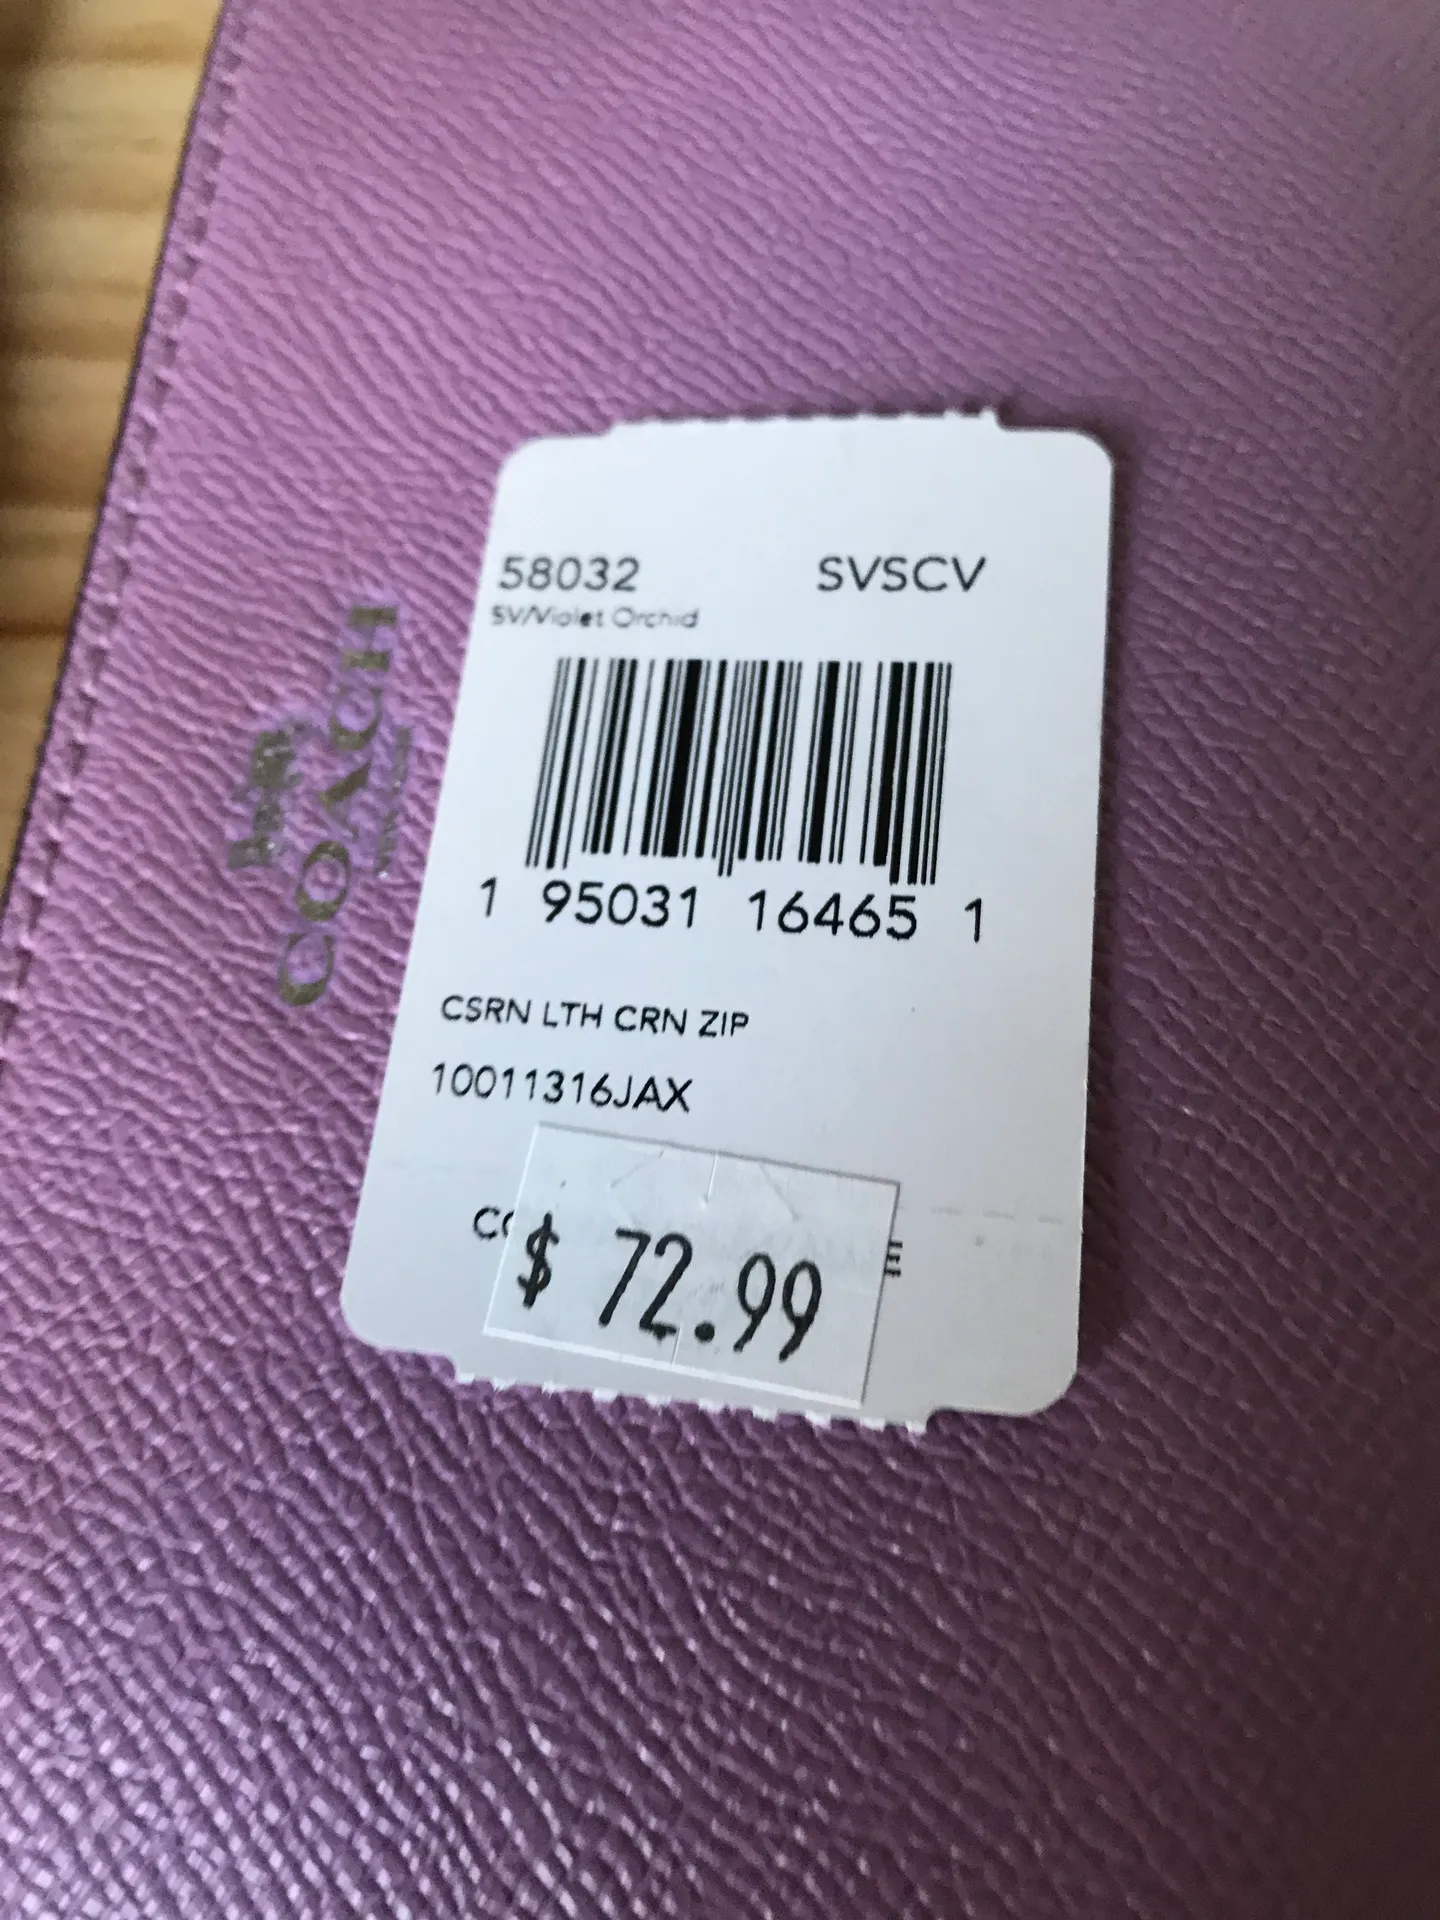 58032 SVSCV
SV/Violet Orchid
1 95031 16465 1
CSRN LTH CRN ZIP
10011316JAX
$ 72.99
COACH